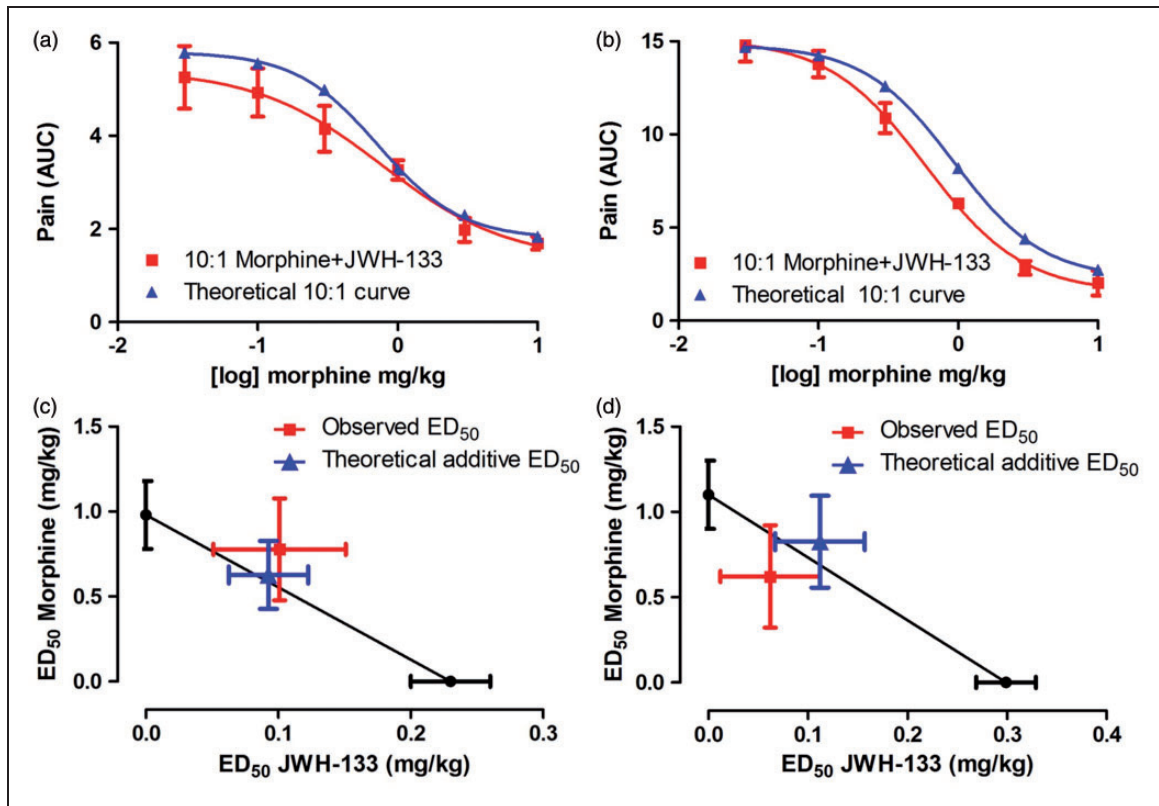 (a)
6
4
2
0
Pain (AUC)
10:1 Morphine+JWH-133
Theoretical 10:1 curve
-2
-1
0
1
[log] morphine mg/kg
(b)
15
10
5
0
Pain (AUC)
10:1 Morphine+JWH-133
Theoretical 10:1 curve
-2
-1
0
1
[log] morphine mg/kg
(c)
1.5
1.0
0.5
0.0
ED50 Morphine (mg/kg)
Observed ED50
Theoretical additive ED50
0.0
0.1
0.2
0.3
ED50 JWH-133 (mg/kg)
(d)
1.5
1.0
0.5
0.0
ED50 Morphine (mg/kg)
Observed ED50
Theoretical additive ED50
0.0
0.1
0.2
0.3
0.4
ED50 JWH-133 (mg/kg)